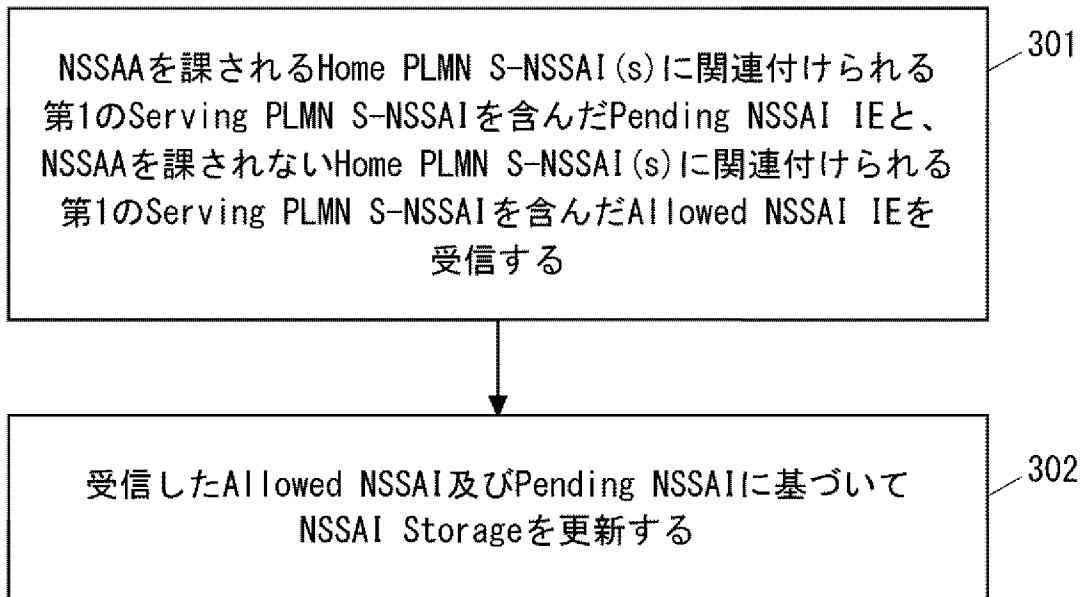 NSSAAを課されるHome PLMN S-NSSAI(s)に関連付けられる
第1のServing PLMN S-NSSAIを含んだPending NSSAI IEと、
NSSAAを課されないHome PLMN S-NSSAI(s)に関連付けられる
第1のServing PLMN S-NSSAIを含んだAllowed NSSAI IEを
受信する
301
受信したAllowed NSSAI及びPending NSSAIに基づいて
NSSAI Storageを更新する
302